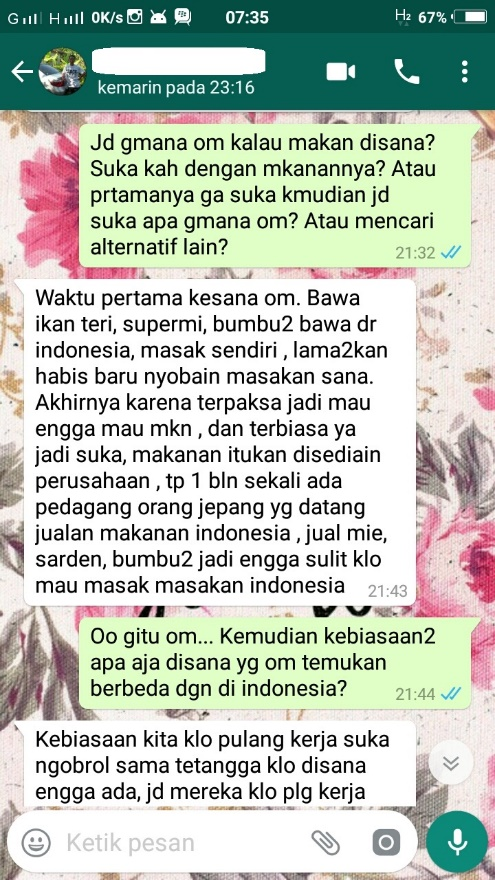 G H 0K/s 07:35 H2 67%
kemarin pada 23:16
Jd gmana om kalau makan disana?
Suka kah dengan mkanannya? Atau
prtamanya ga suka kmudian jd
suka apa gmana om? Atau mencari
alternatif lain?
21:32
Waktu pertama kesana om. Bawa
ikan teri, supermi, bumbu2 bawa dr
indonesia, masak sendiri , lama2kan
habis baru nyobain masakan sana.
Akhirnya karena terpaksa jadi mau
engga mau mkn , dan terbiasa ya
jadi suka, makanan itukan disediain
perusahaan , tp 1 bln sekali ada
pedagang orang jepang yg datang
jualan makanan indonesia , jual mie,
sarden, bumbu2 jadi engga sulit klo
mau masak masakan indonesia 21:43
Oo gitu om... Kemudian kebiasaan2
apa aja disana yg om temukan
berbeda dgn di indonesia?
21:44
Kebiasaan kita klo pulang kerja suka
ngobrol sama tetangga klo disana
engga ada, jd mereka klo plg kerja
Ketik pesan